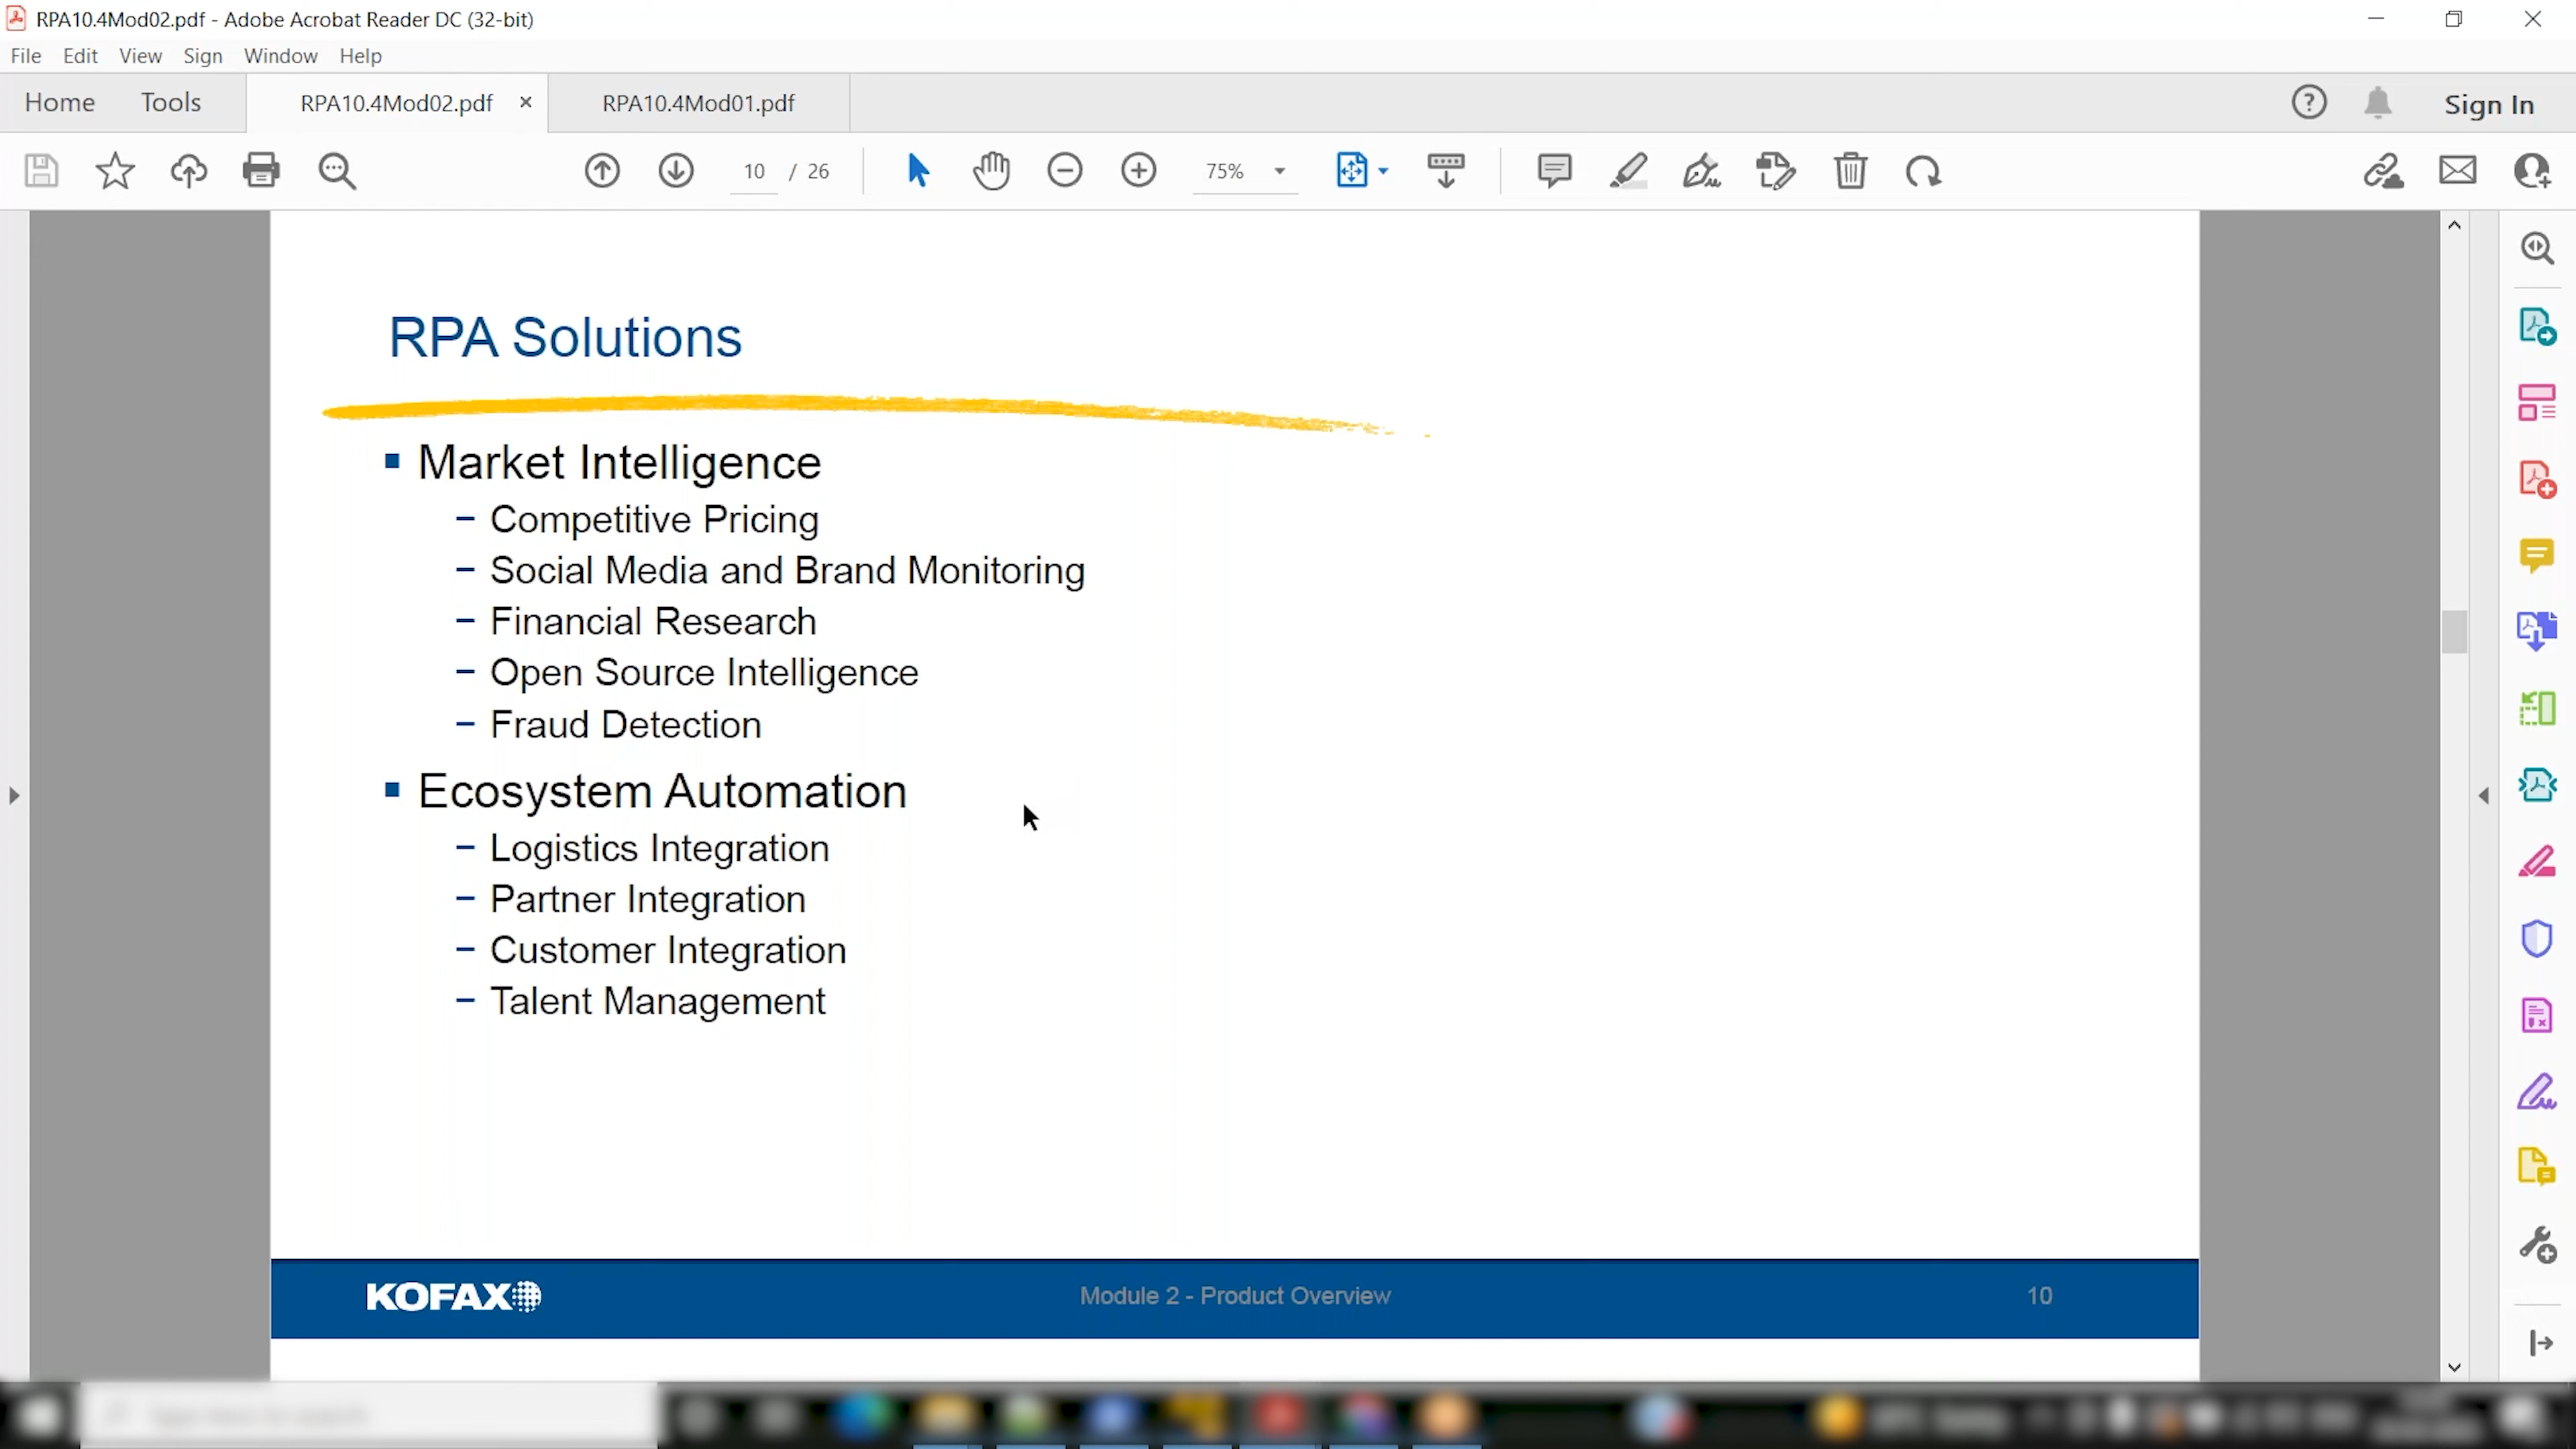 RPA10.4Mod02.pdf - Adobe Acrobat Reader DC (32-bit)
File Edit View Sign Window Help
Home Tools RPA10.4Mod02.pdf × RPA10.4Mod01.pdf Sign In
10 / 26 75%
RPA Solutions
▪ Market Intelligence
– Competitive Pricing
– Social Media and Brand Monitoring
– Financial Research
– Open Source Intelligence
– Fraud Detection
▪ Ecosystem Automation
– Logistics Integration
– Partner Integration
– Customer Integration
– Talent Management
KOFAX Module 2 - Product Overview 10